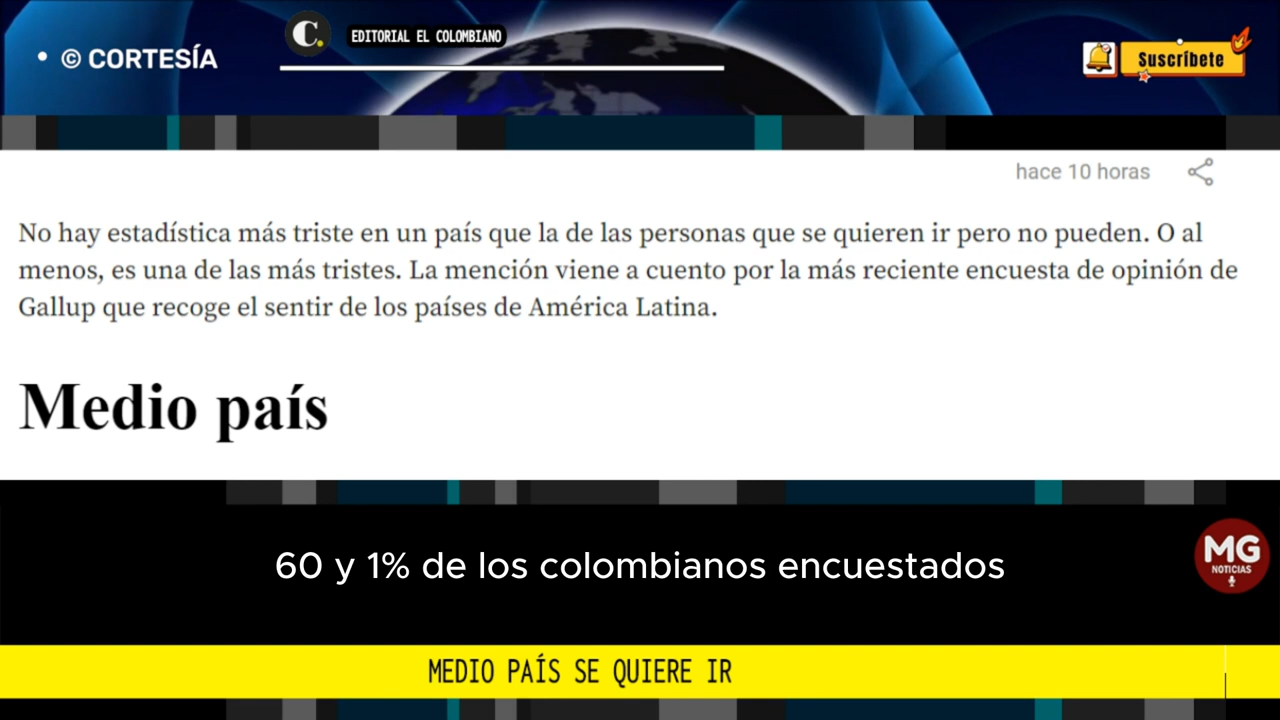 • © CORTESÍA
C.
EDITORIAL EL COLOMBIANO
Suscríbete
hace 10 horas
No hay estadística más triste en un país que la de las personas que se quieren ir pero no pueden. O al
menos, es una de las más tristes. La mención viene a cuento por la más reciente encuesta de opinión de
Gallup que recoge el sentir de los países de América Latina.
Medio país
60 y 1% de los colombianos encuestados
MG
NOTICIAS
MEDIO PAÍS SE QUIERE IR